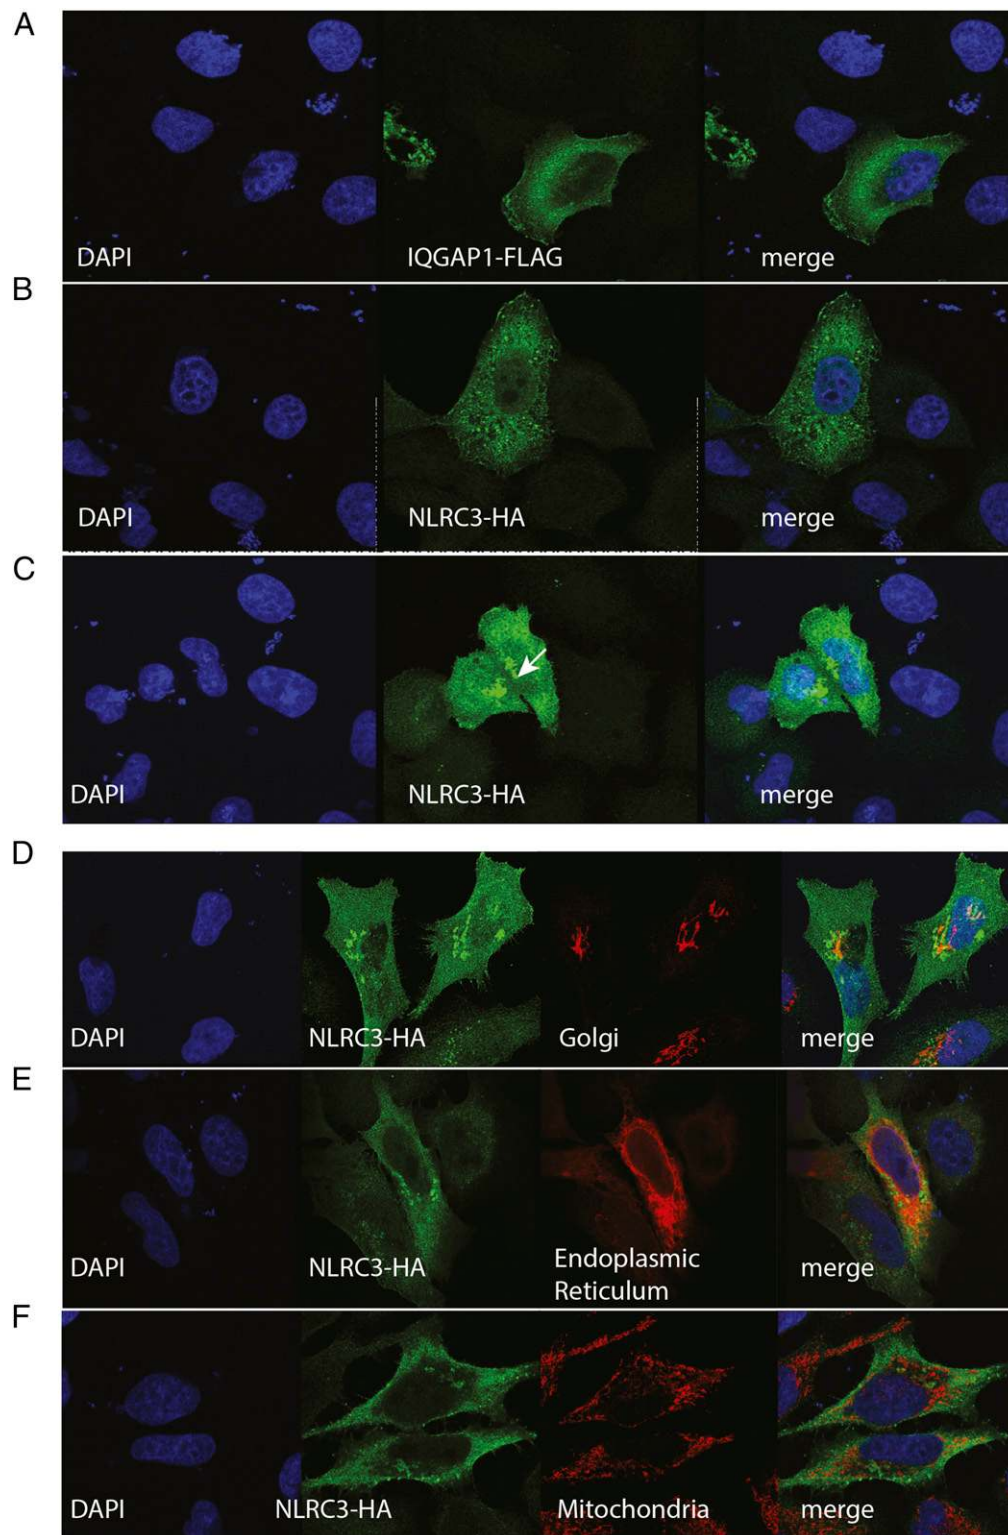 A
DAPI
IQGAP1-FLAG
merge
B
DAPI
NLRC3-HA
merge
C
DAPI
NLRC3-HA
merge
D
DAPI
NLRC3-HA
Golgi
merge
E
DAPI
NLRC3-HA
Endoplasmic
Reticulum
merge
F
DAPI
NLRC3-HA
Mitochondria
merge